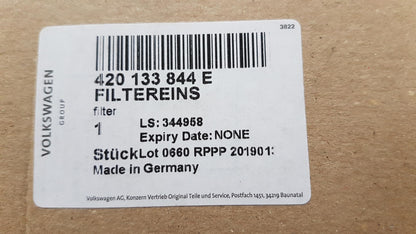 3822
VOLKSWAGEN
GROUP
420 133 844 E
FILTEREINS
filter
1
LS: 344958
Expiry Date: NONE
Stück Lot 0660 RPPP 201901
Made in Germany
Volkswagen AG, Konzern Vertrieb Original Teile und Service, Postfach 1451, 34219 Baunatal